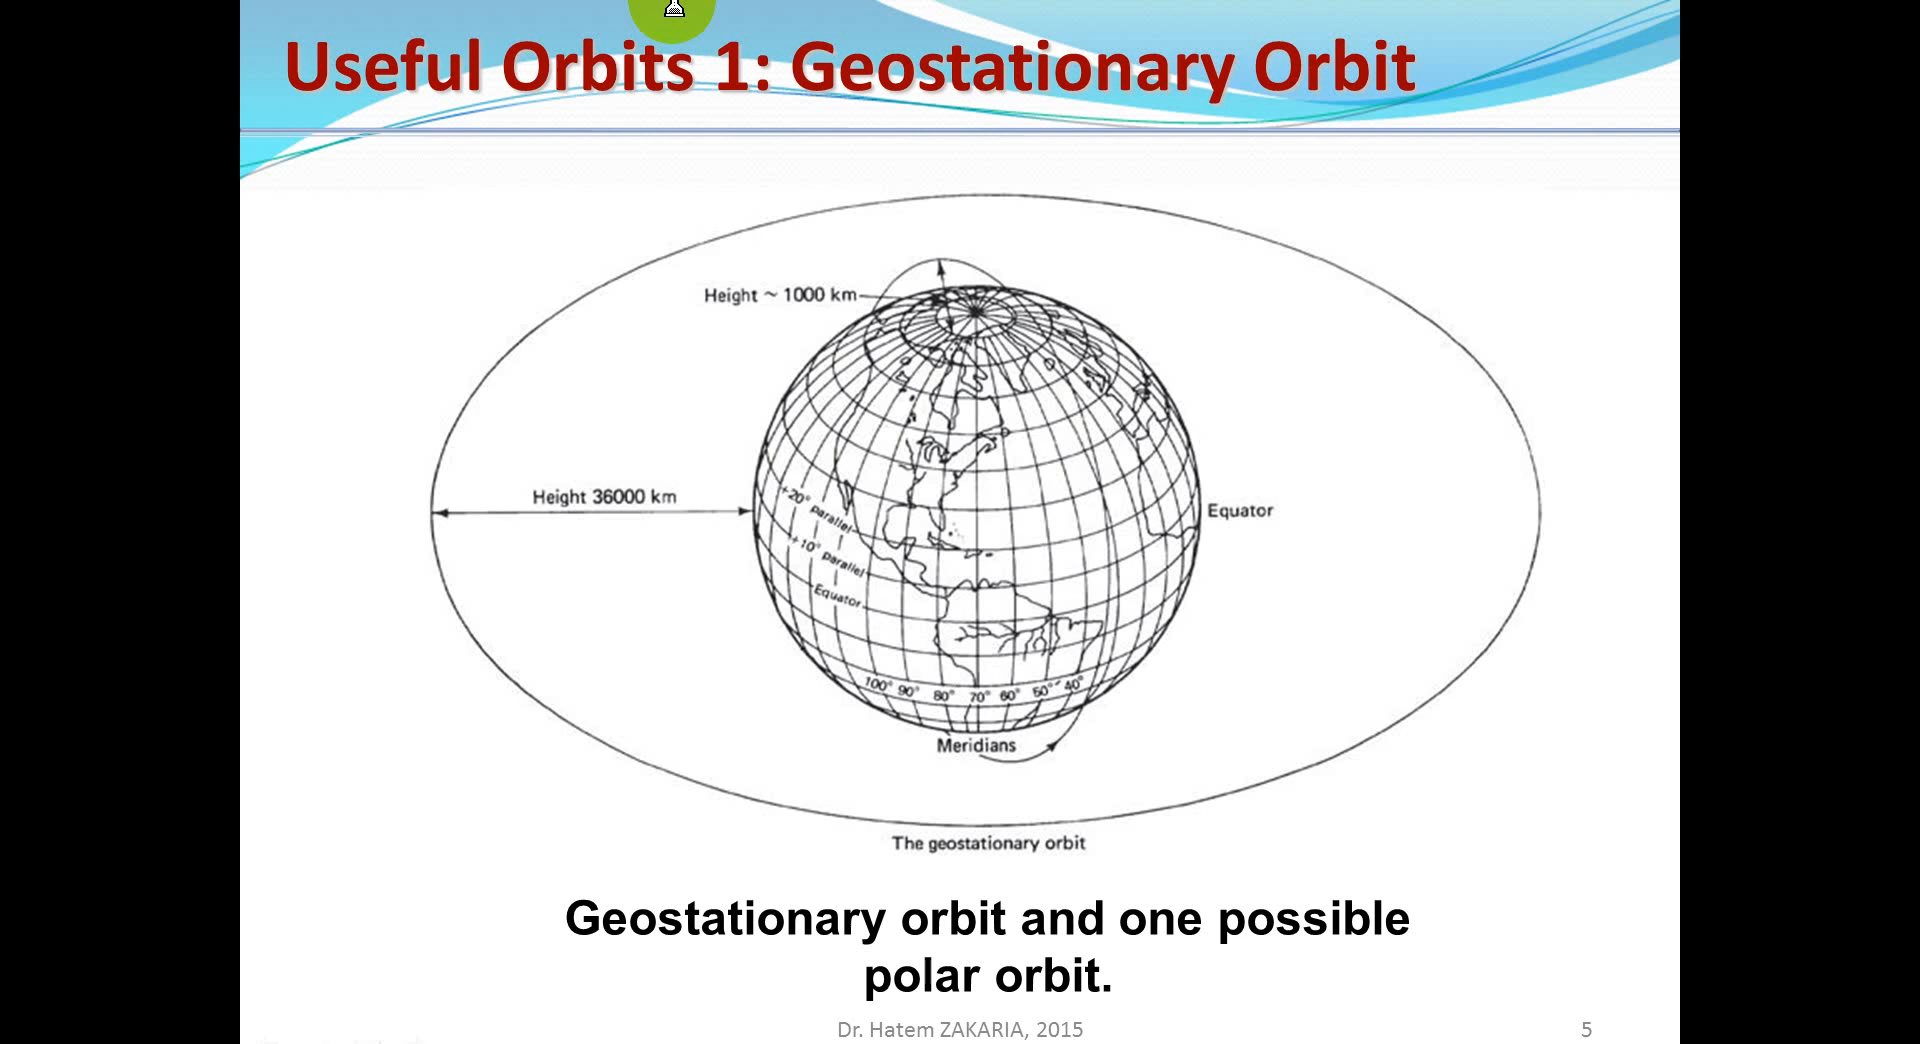 Useful Orbits 1: Geostationary Orbit
Height ~ 1000 km
Height 36000 km
Equator
+20° parallel
+10° parallel
Equator
100° 90° 80° 70° 60° 50° 40°
Meridians
The geostationary orbit
Geostationary orbit and one possible
polar orbit.
Dr. Hatem ZAKARIA, 2015
5